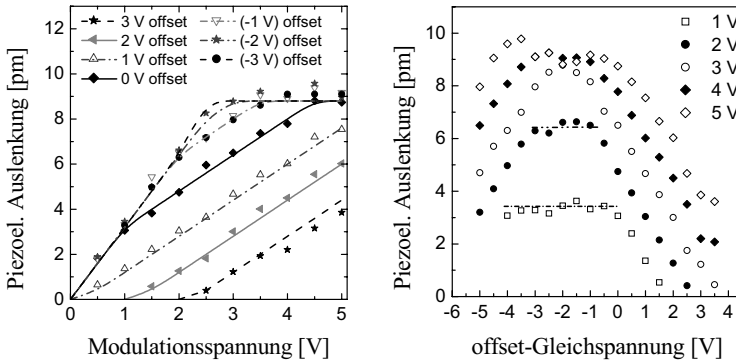 3 V offset
(-1 V) offset
2 V offset
(-2 V) offset
1 V offset
(-3 V) offset
0 V offset
Piezoel. Auslenkung [pm]
12
10
8
6
4
2
0
0 1 2 3 4 5
Modulationsspannung [V]
1 V
2 V
3 V
4 V
5 V
Piezoel. Auslenkung [pm]
10
8
6
4
2
0
-6 -5 -4 -3 -2 -1 0 1 2 3 4
offset-Gleichspannung [V]